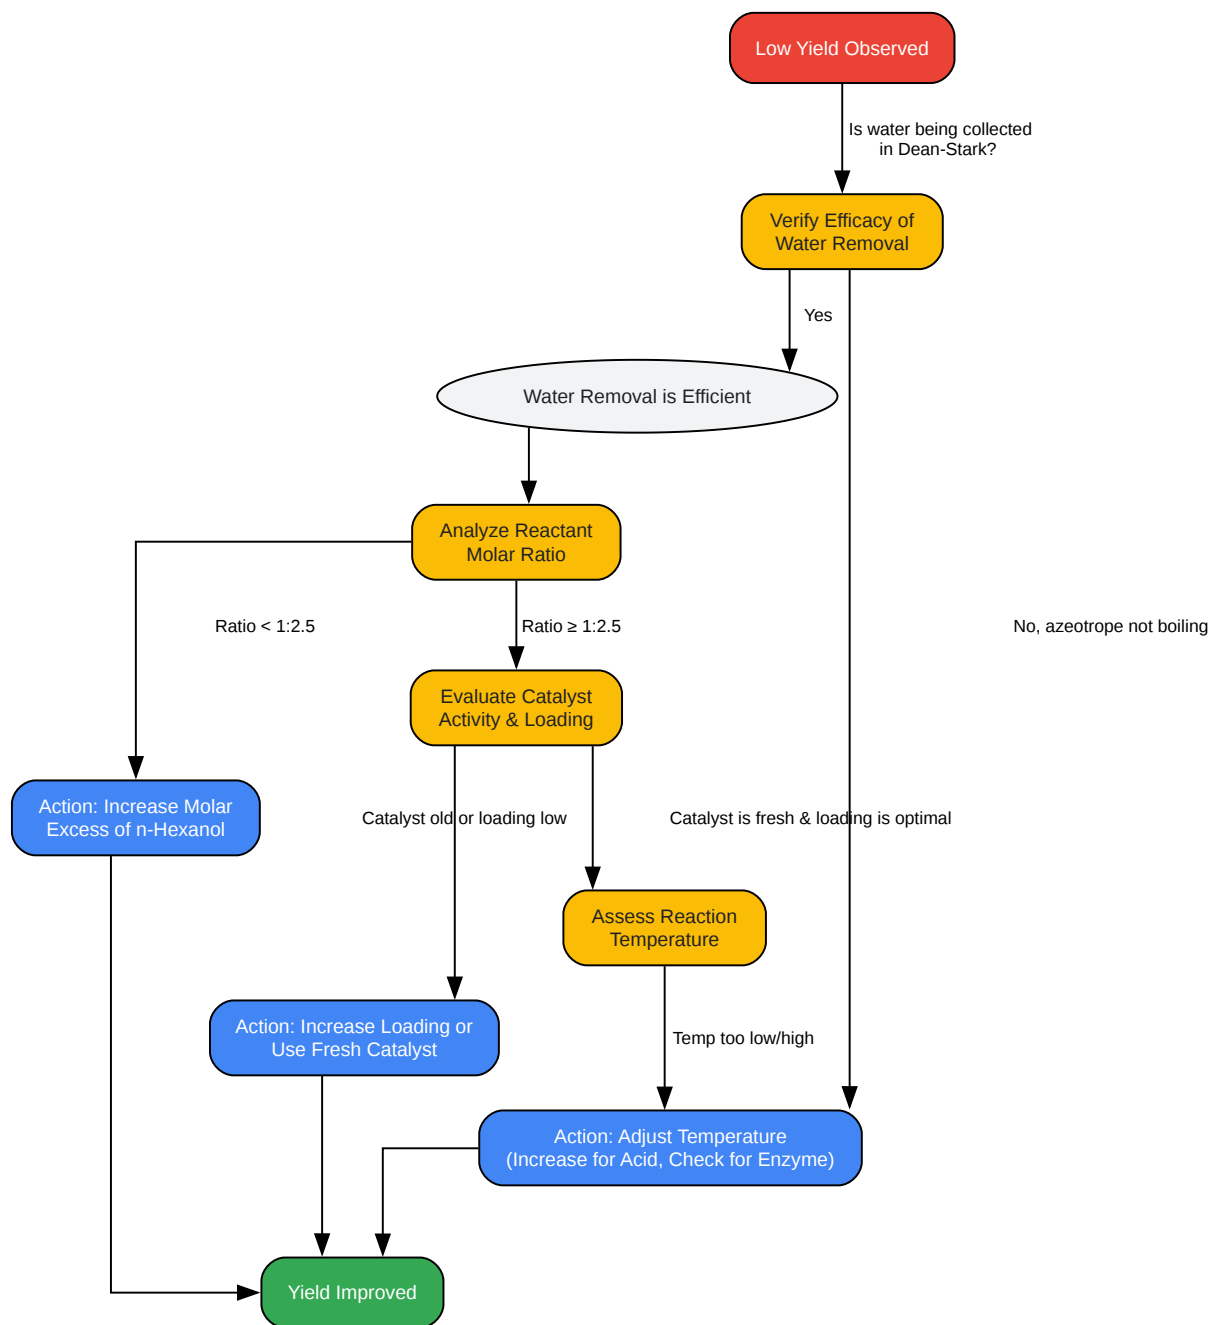 Low Yield Observed
Is water being collected
in Dean-Stark?
Verify Efficacy of
Water Removal
Yes
Water Removal is Efficient
Analyze Reactant
Molar Ratio
Ratio < 1:2.5
Ratio ≥ 1:2.5
No, azeotrope not boiling
Evaluate Catalyst
Activity & Loading
Action: Increase Molar
Excess of n-Hexanol
Catalyst old or loading low
Catalyst is fresh & loading is optimal
Assess Reaction
Temperature
Action: Increase Loading or
Use Fresh Catalyst
Temp too low/high
Action: Adjust Temperature
(Increase for Acid, Check for Enzyme)
Yield Improved